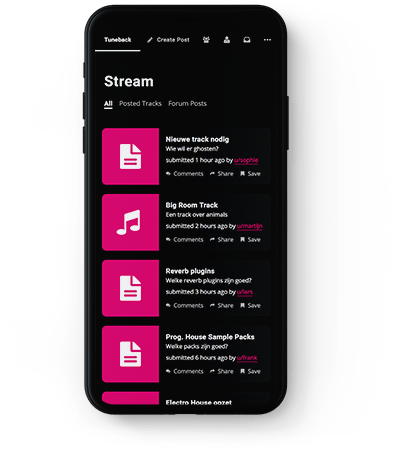 Tuneback Create Post
Stream
All Posted Tracks Forum Posts
Nieuwe track nodig
Wie wil er ghosten?
submitted 1 hour ago by u/sophie
Comments Share Save
Big Room Track
Een track over animals
submitted 2 hours ago by u/martijn
Comments Share Save
Reverb plugins
Welke reverb plugins zijn goed?
submitted 3 hours ago by u/lars
Comments Share Save
Prog. House Sample Packs
Welke packs zijn goed?
submitted 6 hours ago by u/frank
Comments Share Save
Electro House opzet